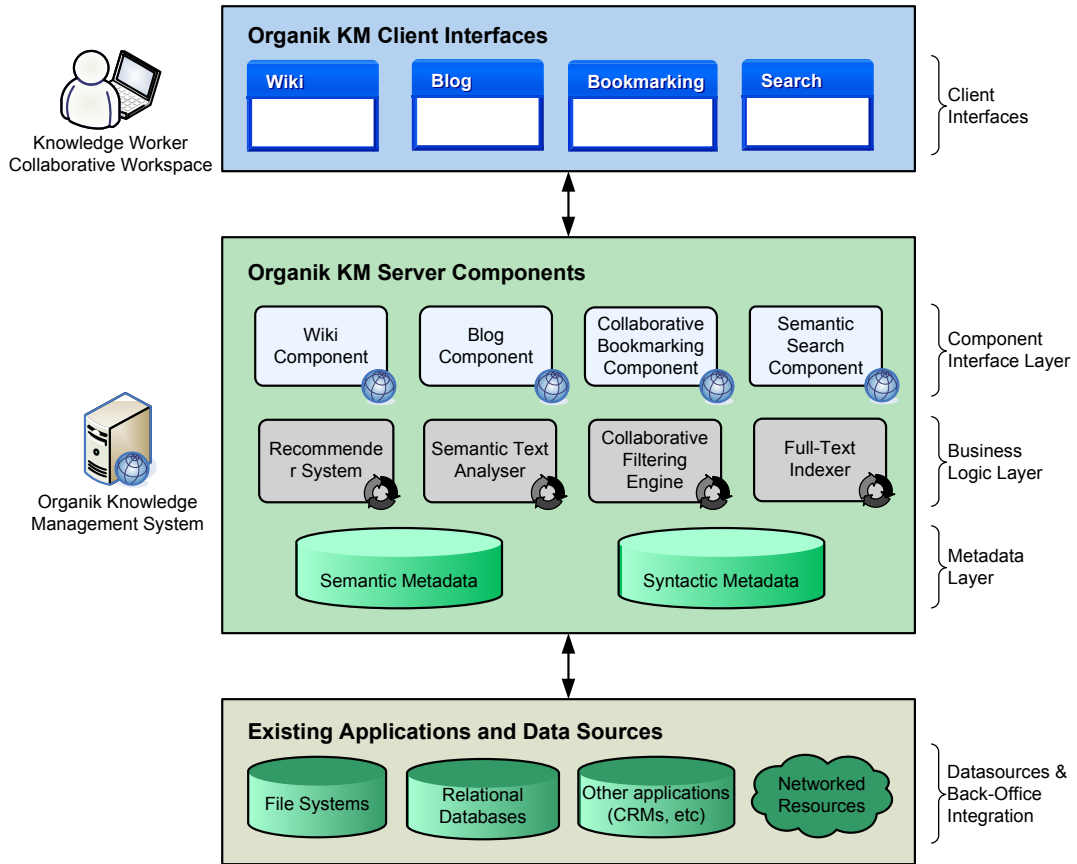 Organik KM Client Interfaces
Wiki
Blog
Bookmarking
Search
Client
Interfaces
Knowledge Worker
Collaborative Workspace
Organik KM Server Components
Wiki
Component
Blog
Component
Collaborative
Bookmarking
Component
Semantic
Search
Component
Component
Interface Layer
Recommende
r System
Semantic Text
Analyser
Collaborative
Filtering
Engine
Full-Text
Indexer
Business
Logic Layer
Organik Knowledge
Management System
Semantic Metadata
Syntactic Metadata
Metadata
Layer
Existing Applications and Data Sources
File Systems
Relational
Databases
Other applications
(CRMs, etc)
Networked
Resources
Datasources &
Back-Office
Integration